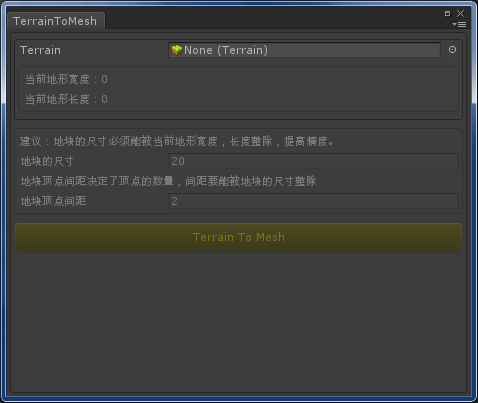 TerrainToMesh
Terrain None (Terrain)
当前地形宽度：0
当前地形长度：0
建议：地块的尺寸必须能被当前地形宽度，长度整除，提高精度。
地块的尺寸 20
地块顶点间距决定了顶点的数量，间距要能被地块的尺寸整除
地块顶点间距 2
Terrain To Mesh